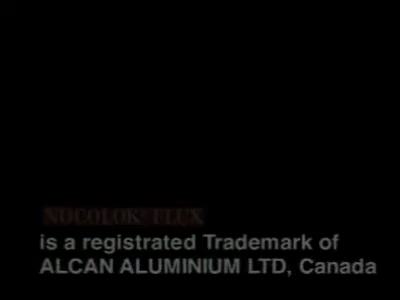 NOCOLOK® FLUX
is a registrated Trademark of
ALCAN ALUMINIUM LTD, Canada